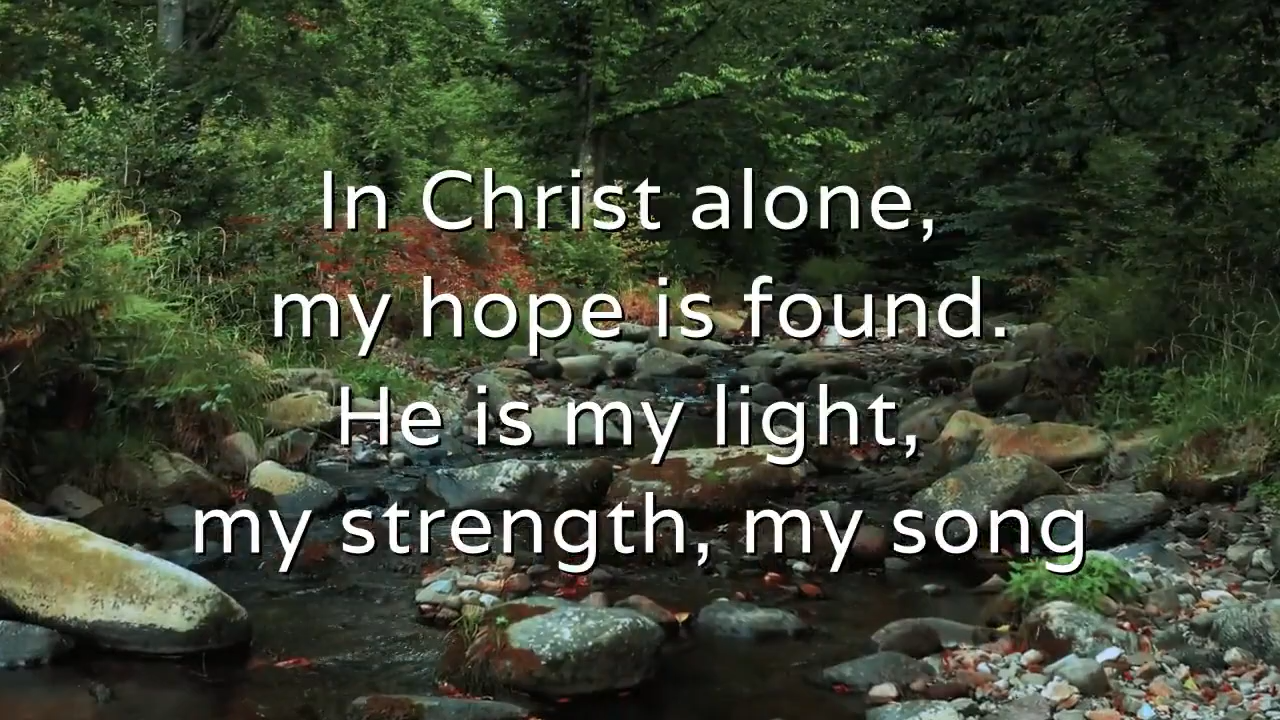 In Christ alone,
my hope is found.
He is my light,
my strength, my song